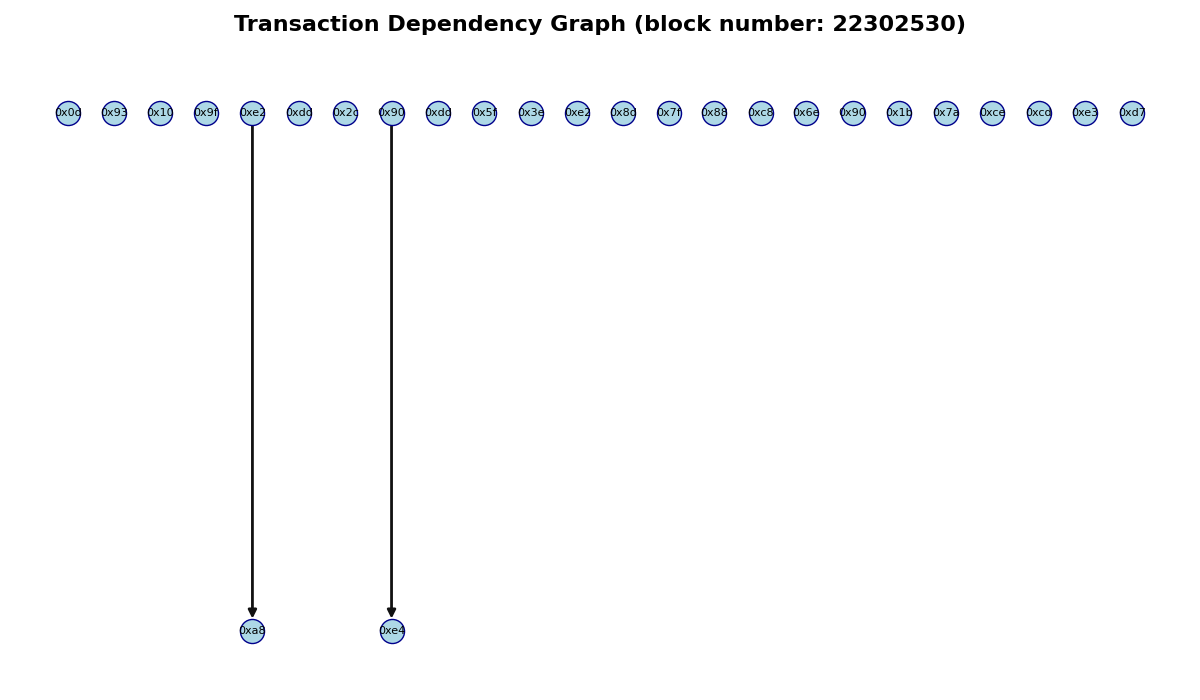 Transaction Dependency Graph (block number: 22302530)
0x0d 0x93 0x10 0x9f 0xe2 0xdd 0x2c 0x90 0xdd 0x5f 0x3e 0xe2 0x8d 0x7f 0x88 0xc8 0x6e 0x90 0x1b 0x7a 0xce 0xcd 0xe3 0xd7
0xa8 0xe4